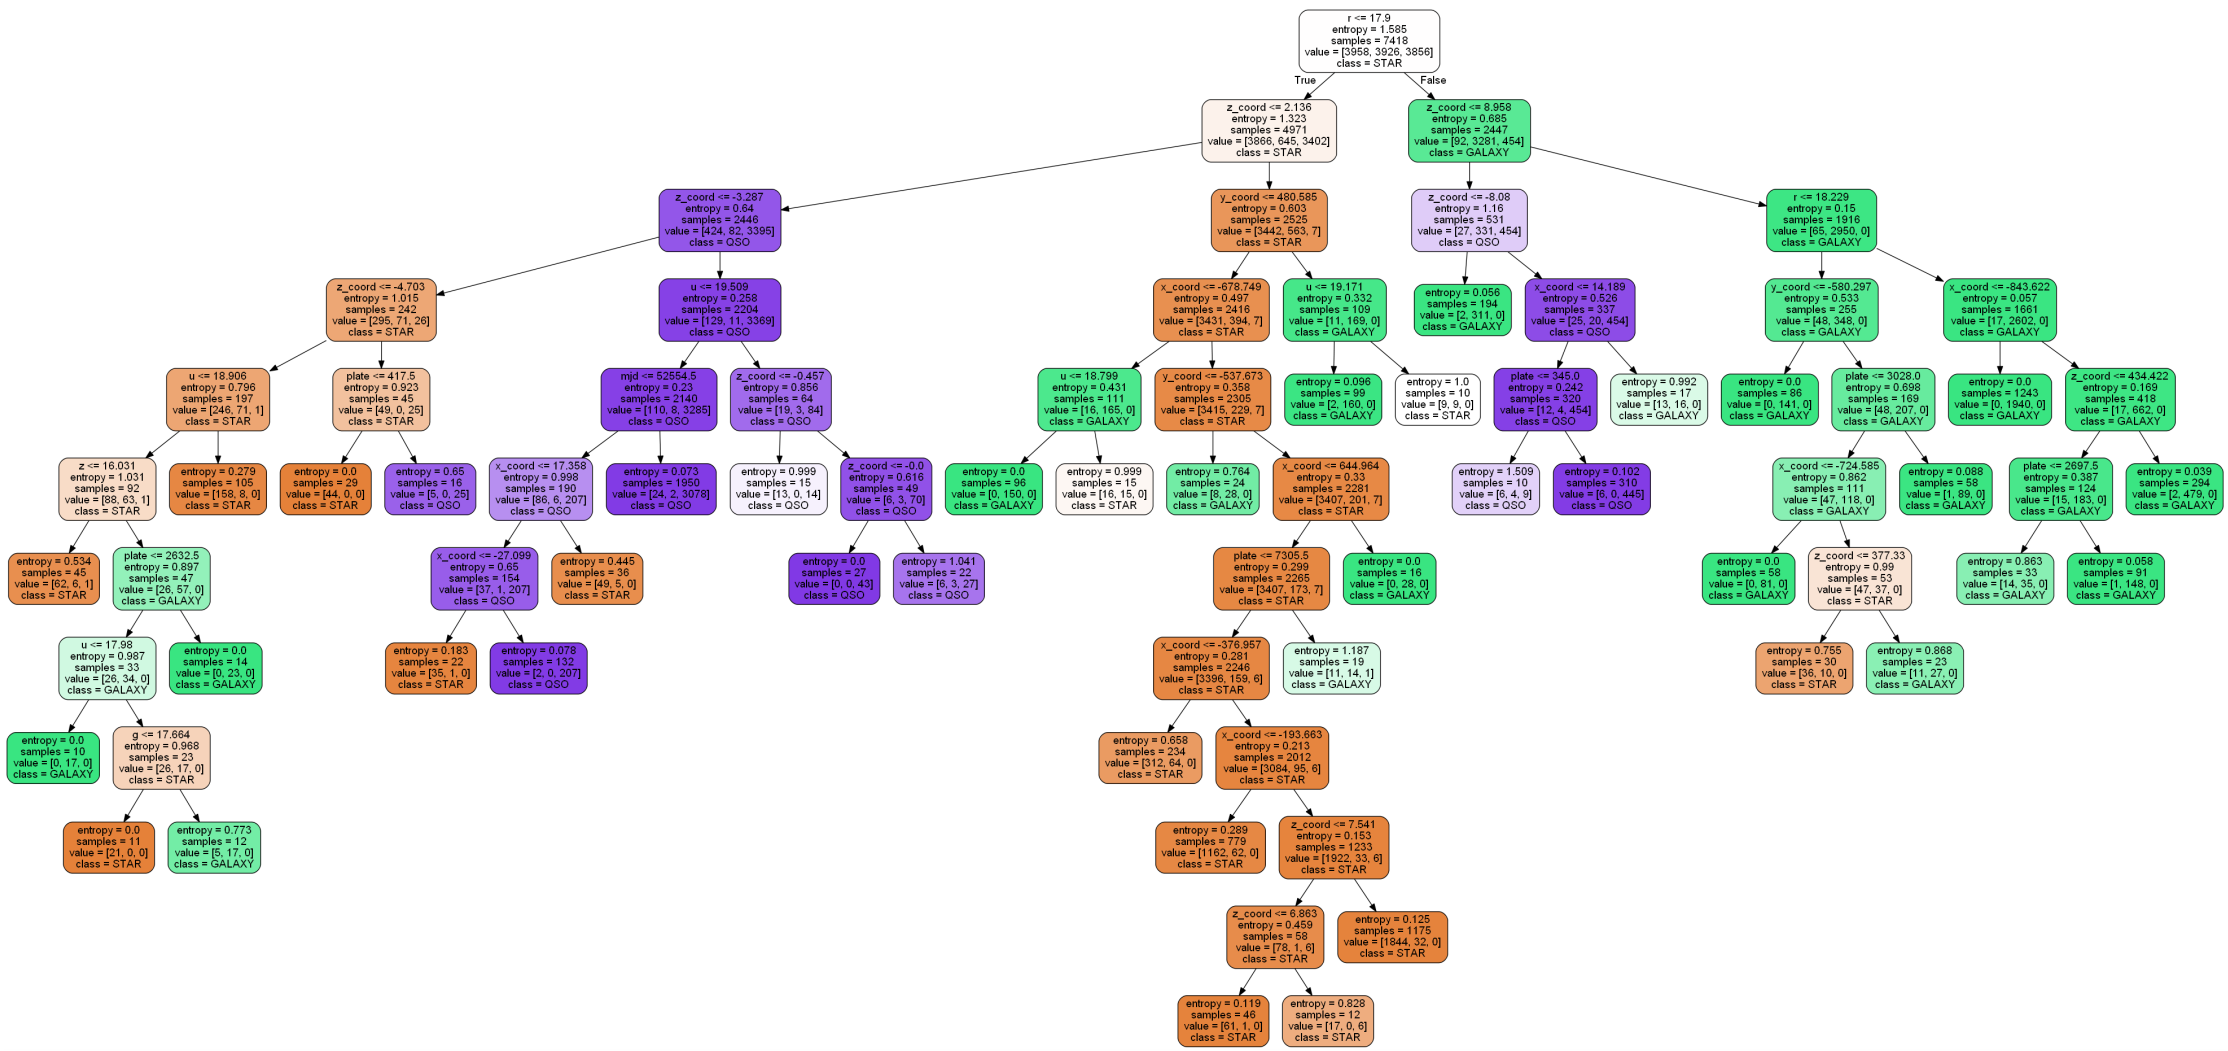 r <= 17.9
entropy = 1.585
samples = 7418
value = [3958, 3926, 3856]
class = STAR
True
False
z_coord <= 2.136
entropy = 1.323
samples = 4971
value = [3866, 645, 3402]
class = STAR
z_coord <= 8.958
entropy = 0.685
samples = 2447
value = [92, 3281, 454]
class = GALAXY
z_coord <= -3.287
entropy = 0.64
samples = 2446
value = [424, 82, 3395]
class = QSO
y_coord <= 480.585
entropy = 0.603
samples = 2525
value = [3442, 563, 7]
class = STAR
z_coord <= -8.08
entropy = 1.16
samples = 531
value = [27, 331, 454]
class = QSO
r <= 18.229
entropy = 0.15
samples = 1916
value = [65, 2950, 0]
class = GALAXY
z_coord <= -4.703
entropy = 1.015
samples = 242
value = [295, 71, 26]
class = STAR
u <= 19.509
entropy = 0.258
samples = 2204
value = [129, 11, 3369]
class = QSO
x_coord <= -678.749
entropy = 0.497
samples = 2416
value = [3431, 394, 7]
class = STAR
u <= 19.171
entropy = 0.332
samples = 109
value = [11, 169, 0]
class = GALAXY
entropy = 0.056
samples = 194
value = [2, 311, 0]
class = GALAXY
x_coord <= 14.189
entropy = 0.526
samples = 337
value = [25, 20, 454]
class = QSO
y_coord <= -580.297
entropy = 0.533
samples = 255
value = [48, 348, 0]
class = GALAXY
x_coord <= -843.622
entropy = 0.057
samples = 1661
value = [17, 2602, 0]
class = GALAXY
u <= 18.906
entropy = 0.796
samples = 197
value = [246, 71, 1]
class = STAR
plate <= 417.5
entropy = 0.923
samples = 45
value = [49, 0, 25]
class = STAR
mjd <= 52554.5
entropy = 0.23
samples = 2140
value = [110, 8, 3285]
class = QSO
z_coord <= -0.457
entropy = 0.856
samples = 64
value = [19, 3, 84]
class = QSO
u <= 18.799
entropy = 0.431
samples = 111
value = [16, 165, 0]
class = GALAXY
y_coord <= -537.673
entropy = 0.358
samples = 2305
value = [3415, 229, 7]
class = STAR
entropy = 0.096
samples = 99
value = [2, 160, 0]
class = GALAXY
entropy = 1.0
samples = 10
value = [9, 9, 0]
class = STAR
plate <= 345.0
entropy = 0.242
samples = 320
value = [12, 4, 454]
class = QSO
entropy = 0.992
samples = 17
value = [13, 16, 0]
class = GALAXY
entropy = 0.0
samples = 86
value = [0, 141, 0]
class = GALAXY
plate <= 3028.0
entropy = 0.698
samples = 169
value = [48, 207, 0]
class = GALAXY
entropy = 0.0
samples = 1243
value = [0, 1940, 0]
class = GALAXY
z_coord <= 434.422
entropy = 0.169
samples = 418
value = [17, 662, 0]
class = GALAXY
z <= 16.031
entropy = 1.031
samples = 92
value = [88, 63, 1]
class = STAR
entropy = 0.279
samples = 105
value = [158, 8, 0]
class = STAR
entropy = 0.0
samples = 29
value = [44, 0, 0]
class = STAR
entropy = 0.65
samples = 16
value = [5, 0, 25]
class = QSO
x_coord <= 17.358
entropy = 0.998
samples = 190
value = [86, 6, 207]
class = QSO
entropy = 0.073
samples = 1950
value = [24, 2, 3078]
class = QSO
entropy = 0.999
samples = 15
value = [13, 0, 14]
class = QSO
z_coord <= -0.0
entropy = 0.616
samples = 49
value = [6, 3, 70]
class = QSO
entropy = 0.0
samples = 96
value = [0, 150, 0]
class = GALAXY
entropy = 0.999
samples = 15
value = [16, 15, 0]
class = STAR
entropy = 0.764
samples = 24
value = [8, 28, 0]
class = GALAXY
x_coord <= 644.964
entropy = 0.33
samples = 2281
value = [3407, 201, 7]
class = STAR
entropy = 1.509
samples = 10
value = [6, 4, 9]
class = QSO
entropy = 0.102
samples = 310
value = [6, 0, 445]
class = QSO
x_coord <= -724.585
entropy = 0.862
samples = 111
value = [47, 118, 0]
class = GALAXY
entropy = 0.088
samples = 58
value = [1, 89, 0]
class = GALAXY
plate <= 2697.5
entropy = 0.387
samples = 124
value = [15, 183, 0]
class = GALAXY
entropy = 0.039
samples = 294
value = [2, 479, 0]
class = GALAXY
entropy = 0.534
samples = 45
value = [62, 6, 1]
class = STAR
plate <= 2632.5
entropy = 0.897
samples = 47
value = [26, 57, 0]
class = GALAXY
x_coord <= -27.099
entropy = 0.65
samples = 154
value = [37, 1, 207]
class = QSO
entropy = 0.445
samples = 36
value = [49, 5, 0]
class = STAR
entropy = 0.0
samples = 27
value = [0, 0, 43]
class = QSO
entropy = 1.041
samples = 22
value = [6, 3, 27]
class = QSO
plate <= 7305.5
entropy = 0.299
samples = 2265
value = [3407, 173, 7]
class = STAR
entropy = 0.0
samples = 16
value = [0, 28, 0]
class = GALAXY
entropy = 0.0
samples = 58
value = [0, 81, 0]
class = GALAXY
z_coord <= 377.33
entropy = 0.99
samples = 53
value = [47, 37, 0]
class = STAR
entropy = 0.863
samples = 33
value = [14, 35, 0]
class = GALAXY
entropy = 0.058
samples = 91
value = [1, 148, 0]
class = GALAXY
u <= 17.98
entropy = 0.987
samples = 33
value = [26, 34, 0]
class = GALAXY
entropy = 0.0
samples = 14
value = [0, 23, 0]
class = GALAXY
entropy = 0.183
samples = 22
value = [35, 1, 0]
class = STAR
entropy = 0.078
samples = 132
value = [2, 0, 207]
class = QSO
x_coord <= -376.957
entropy = 0.281
samples = 2246
value = [3396, 159, 6]
class = STAR
entropy = 1.187
samples = 19
value = [11, 14, 1]
class = GALAXY
entropy = 0.755
samples = 30
value = [36, 10, 0]
class = STAR
entropy = 0.868
samples = 23
value = [11, 27, 0]
class = GALAXY
entropy = 0.0
samples = 10
value = [0, 17, 0]
class = GALAXY
g <= 17.664
entropy = 0.968
samples = 23
value = [26, 17, 0]
class = STAR
entropy = 0.658
samples = 234
value = [312, 64, 0]
class = STAR
x_coord <= -193.663
entropy = 0.213
samples = 2012
value = [3084, 95, 6]
class = STAR
entropy = 0.0
samples = 11
value = [21, 0, 0]
class = STAR
entropy = 0.773
samples = 12
value = [5, 17, 0]
class = GALAXY
entropy = 0.289
samples = 779
value = [1162, 62, 0]
class = STAR
z_coord <= 7.541
entropy = 0.153
samples = 1233
value = [1922, 33, 6]
class = STAR
z_coord <= 6.863
entropy = 0.459
samples = 58
value = [78, 1, 6]
class = STAR
entropy = 0.125
samples = 1175
value = [1844, 32, 0]
class = STAR
entropy = 0.119
samples = 46
value = [61, 1, 0]
class = STAR
entropy = 0.828
samples = 12
value = [17, 0, 6]
class = STAR